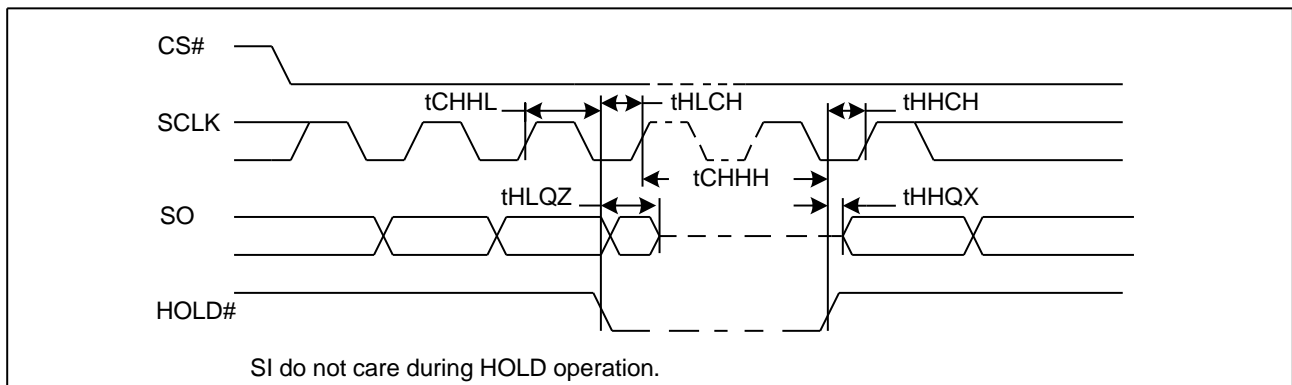 CS#
tCHHL
tHLCH
tHHCH
SCLK
tCHHH
tHLQZ
tHHQX
SO
HOLD#
SI do not care during HOLD operation.